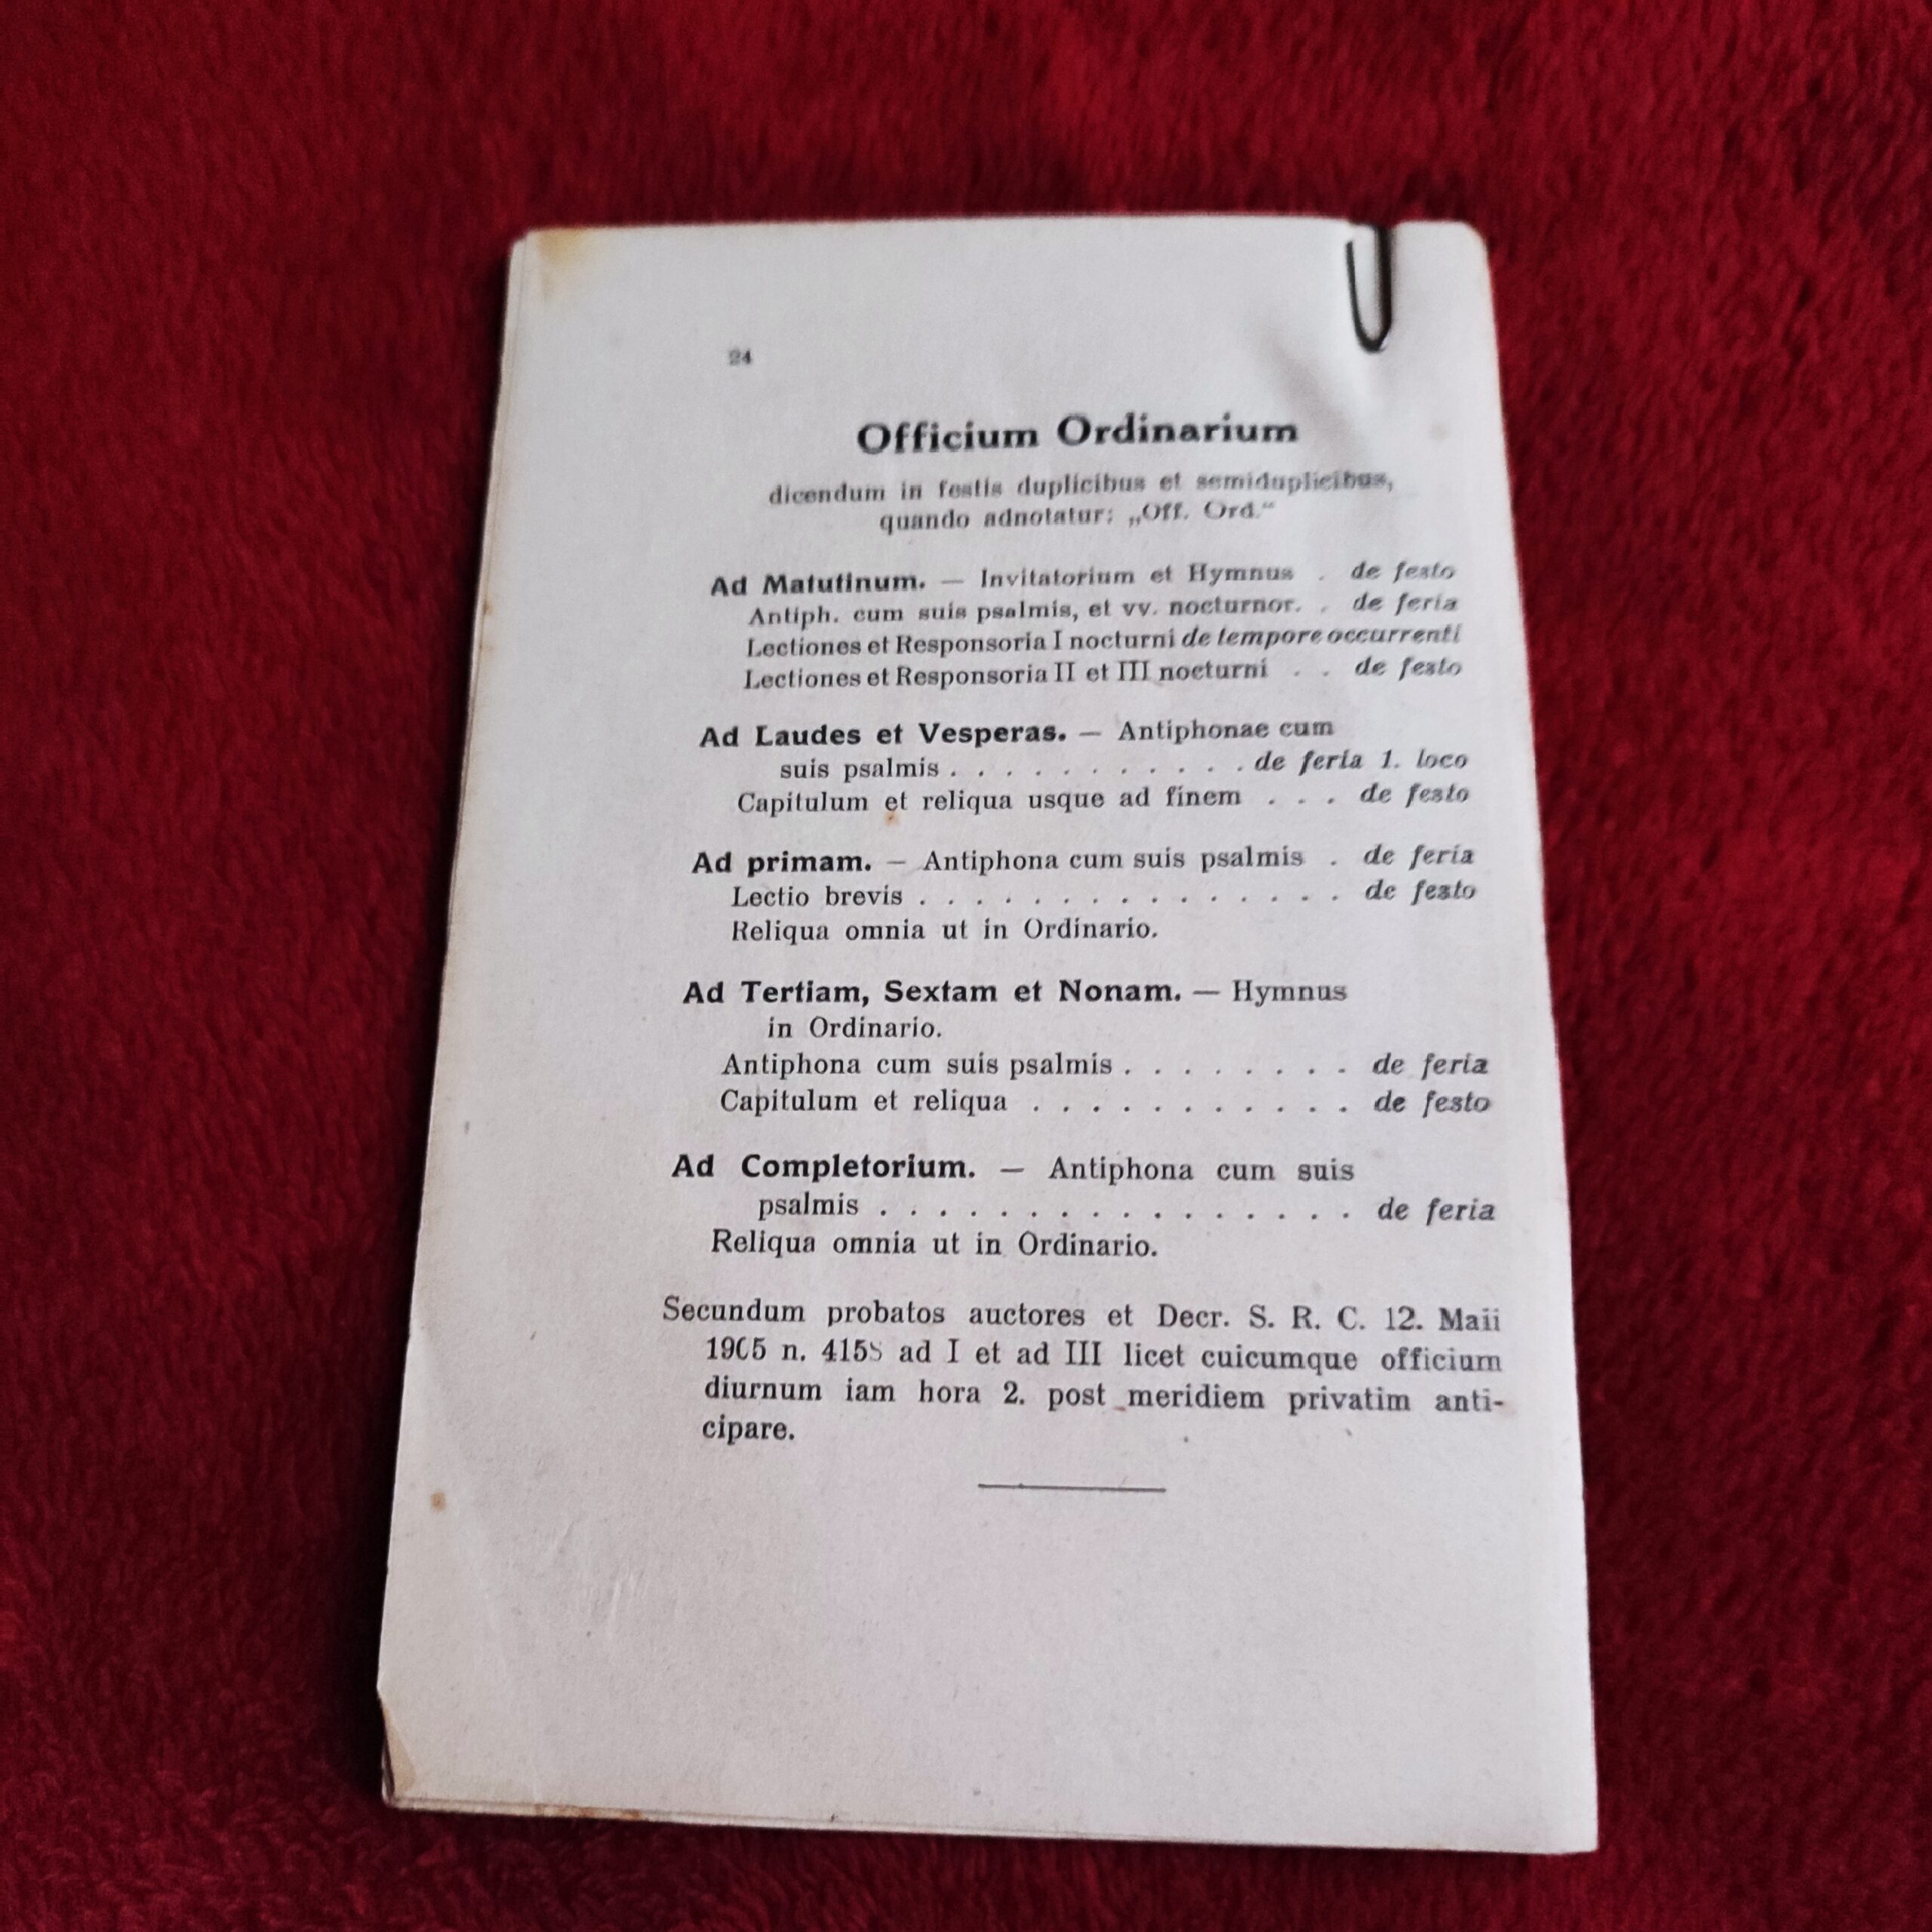 24
Officium Ordinarium
dicendum in festis duplicibus et semiduplicibus,
quando adnotatur: „Off. Ord.“
Ad Matutinum. — Invitatorium et Hymnus . de festo
Antiph. cum suis psalmis, et vv. nocturnor. . de feria
Lectiones et Responsoria I nocturni de tempore occurrenti
Lectiones et Responsoria II et III nocturni . . de festo
Ad Laudes et Vesperas. — Antiphonae cum
suis psalmis . . . . . . . . . . . de feria 1. loco
Capitulum et reliqua usque ad finem . . . de festo
Ad primam. — Antiphona cum suis psalmis . de feria
Lectio brevis . . . . . . . . . . . . . . . de festo
Reliqua omnia ut in Ordinario.
Ad Tertiam, Sextam et Nonam. — Hymnus
in Ordinario.
Antiphona cum suis psalmis . . . . . . . . de feria
Capitulum et reliqua . . . . . . . . . . . de festo
Ad Completorium. — Antiphona cum suis
psalmis . . . . . . . . . . . . . . . . de feria
Reliqua omnia ut in Ordinario.
Secundum probatos auctores et Decr. S. R. C. 12. Maii
1905 n. 4158 ad I et ad III licet cuicumque officium
diurnum iam hora 2. post meridiem privatim anti-
cipare.